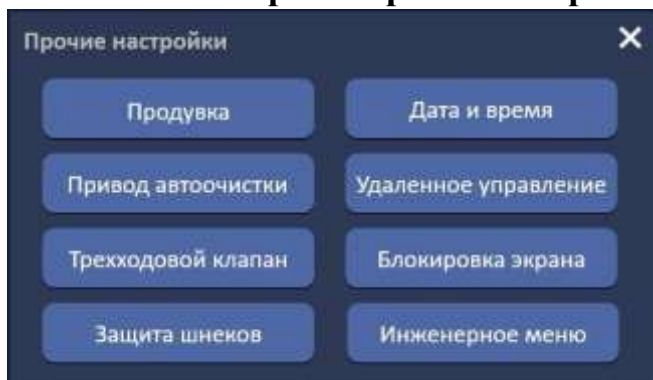 Прочие настройки
Продувка
Дата и время
Привод автоочистки
Удаленное управление
Трехходовой клапан
Блокировка экрана
Защита шнеков
Инженерное меню